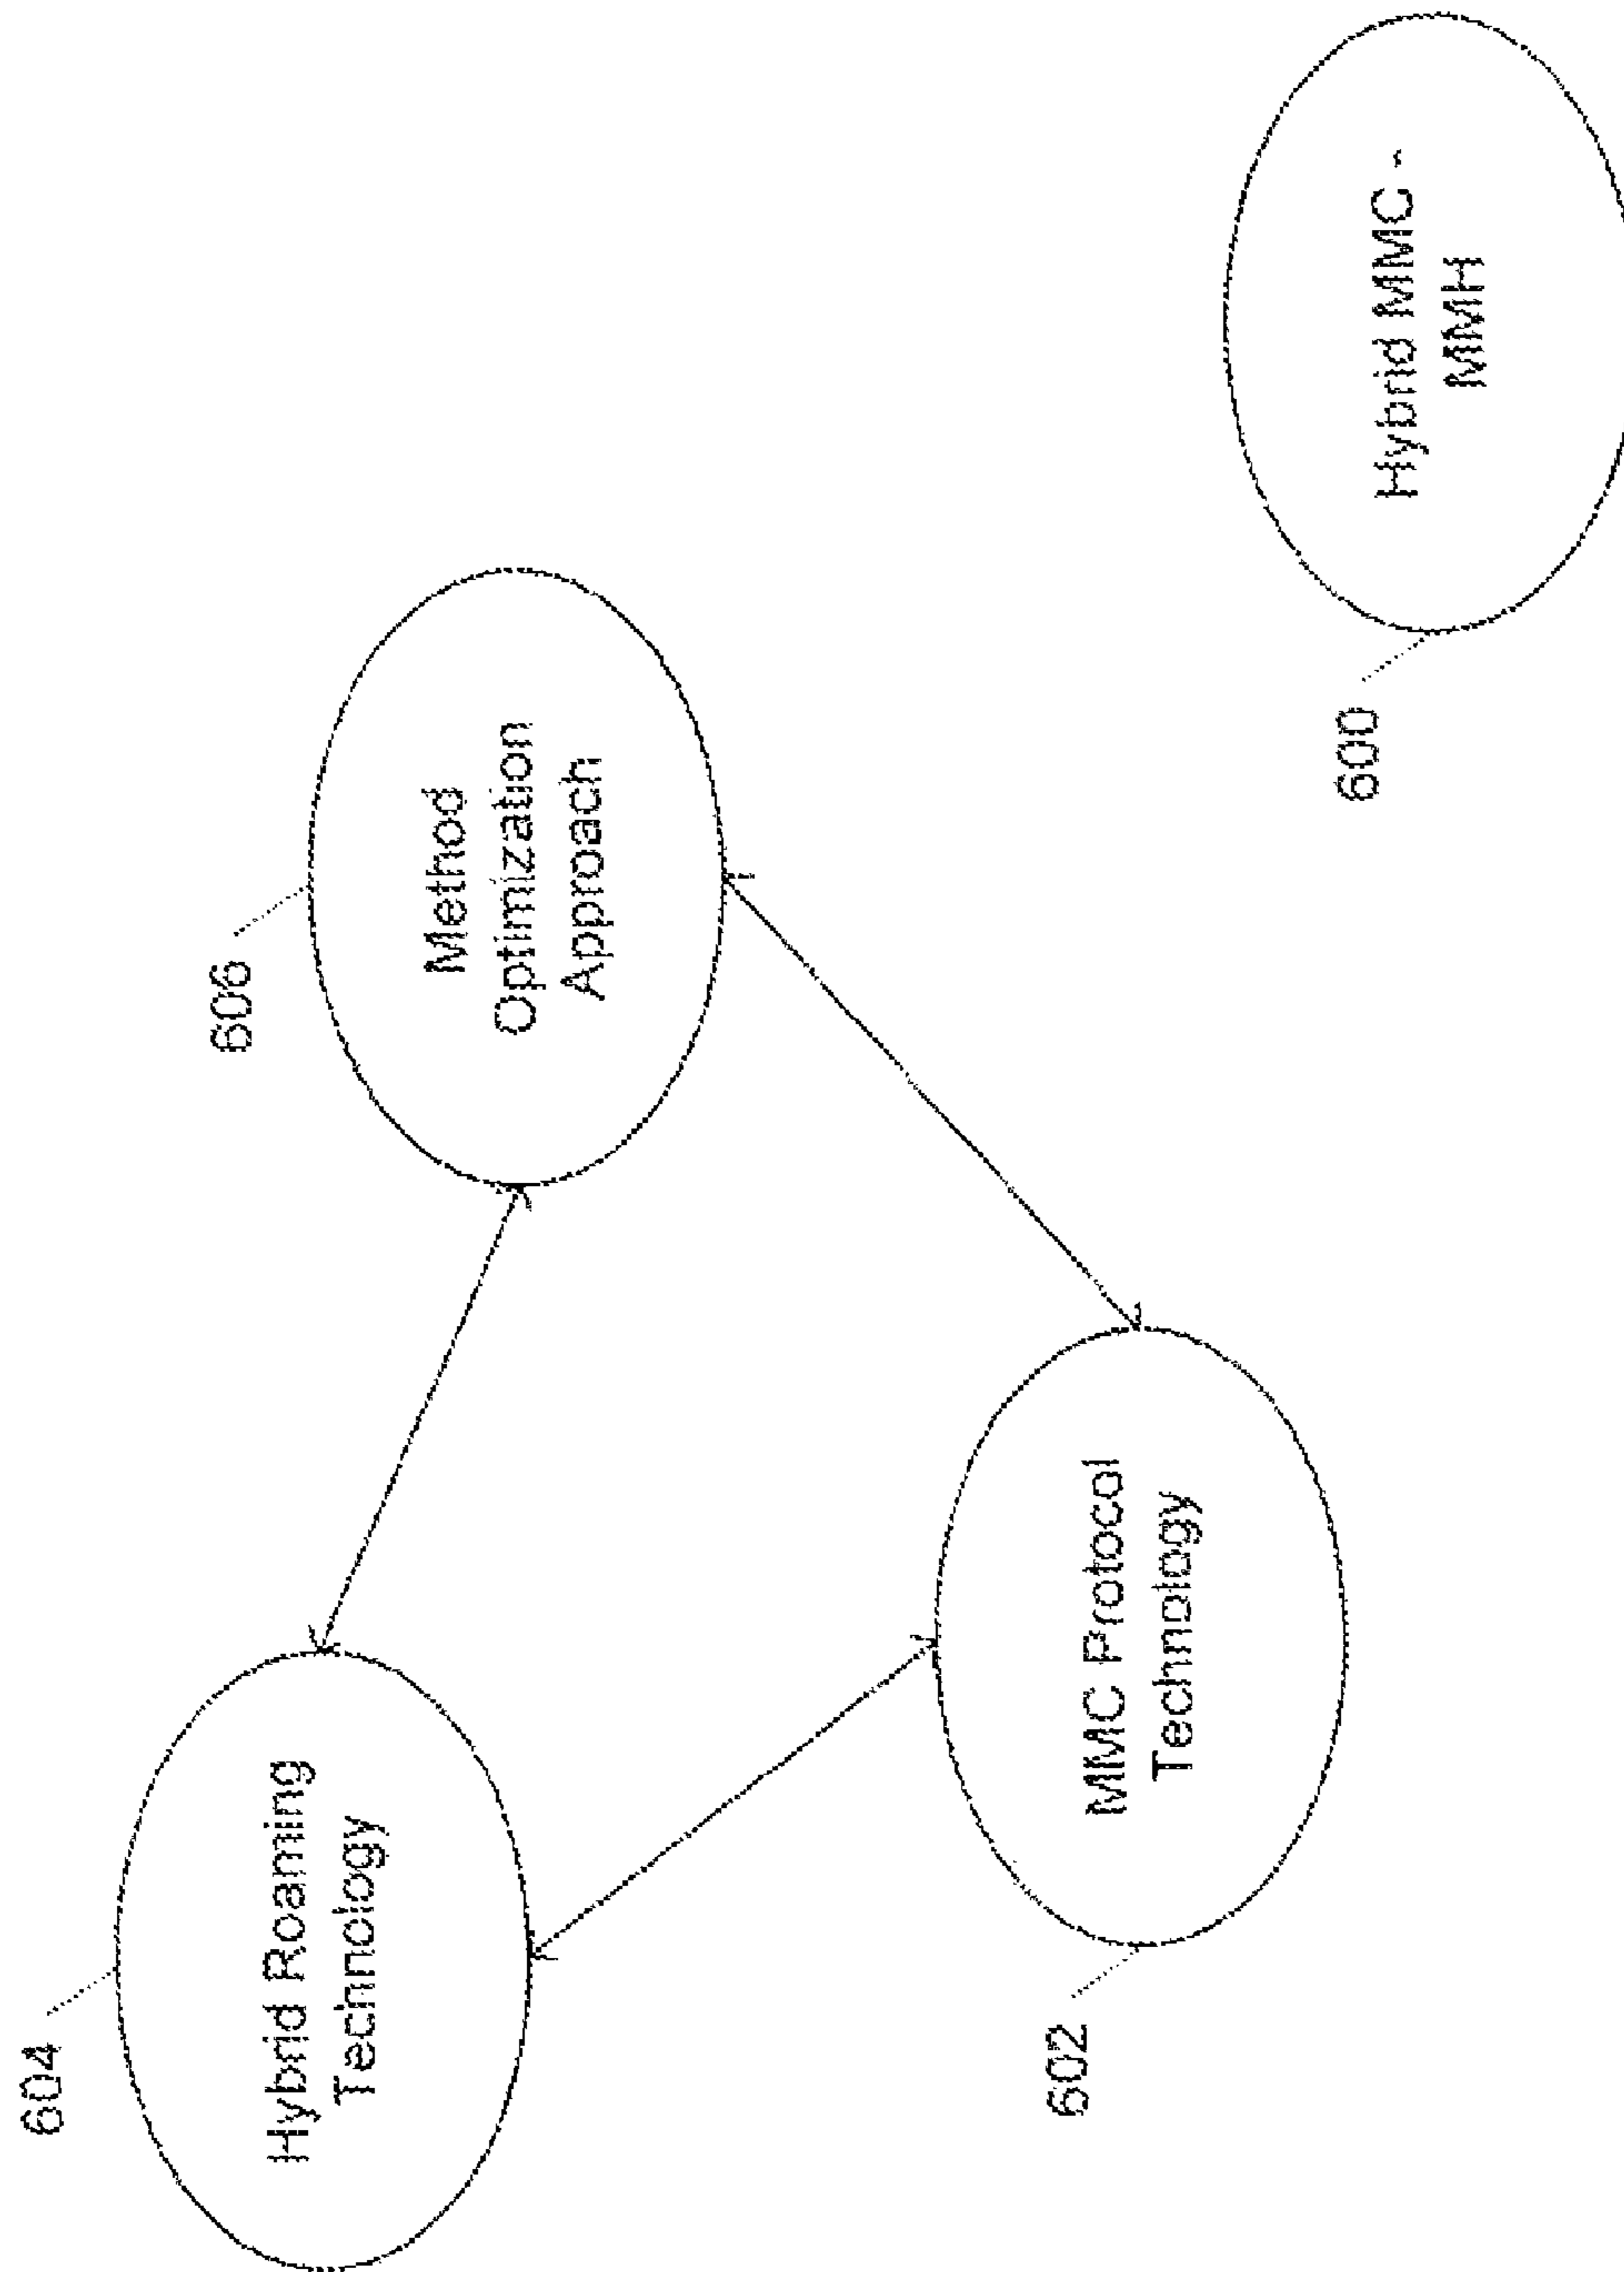 604
Hybrid Roaming
Technology
606
Method
Optimization
Approach
602
MMC Protocol
Technology
600
Hybrid MMC -
MMH